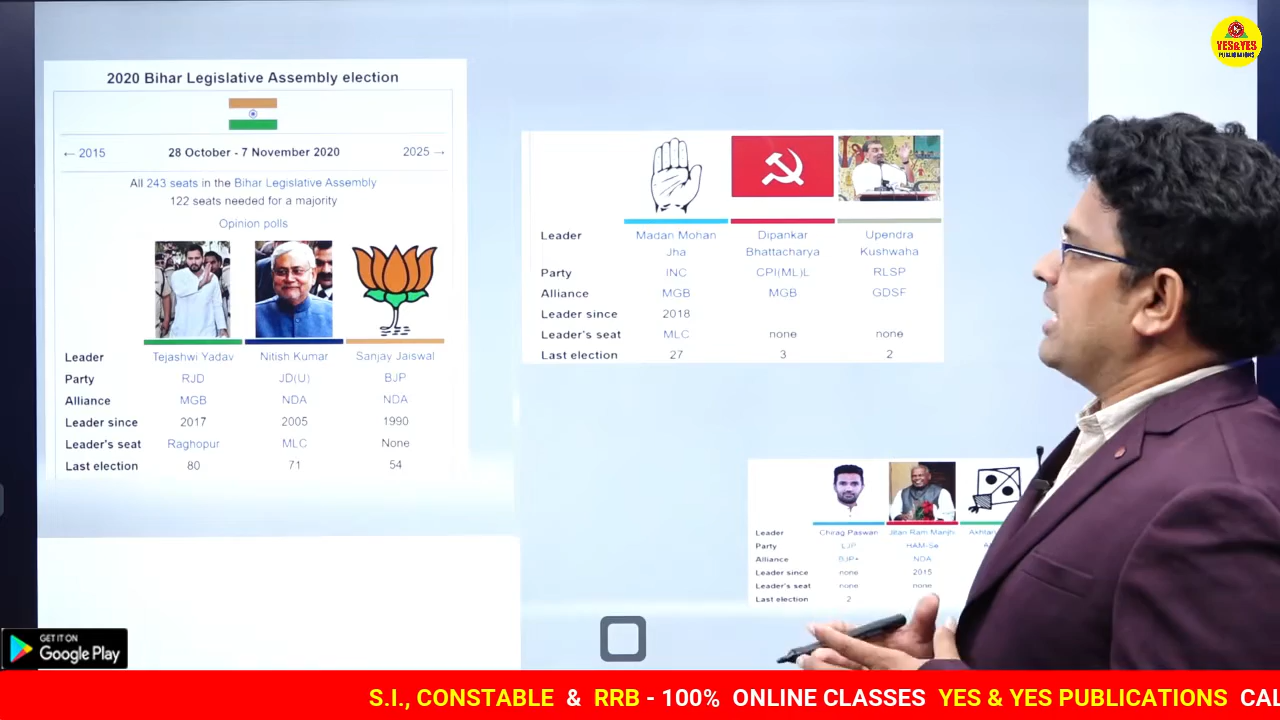 YES&YES
PUBLICATIONS
2020 Bihar Legislative Assembly election
← 2015 28 October - 7 November 2020 2025 →
All 243 seats in the Bihar Legislative Assembly
122 seats needed for a majority
Opinion polls
Leader Tejashwi Yadav Nitish Kumar Sanjay Jaiswal
Party RJD JD(U) BJP
Alliance MGB NDA NDA
Leader since 2017 2005 1990
Leader's seat Raghopur MLC None
Last election 80 71 54
Leader Madan Mohan Jha Dipankar Bhattacharya Upendra Kushwaha
Party INC CPI(ML)L RLSP
Alliance MGB MGB GDSF
Leader since 2018
Leader's seat MLC none none
Last election 27 3 2
Leader Chirag Paswan Jitan Ram Manjhi
Party LJP HAM-Se
Alliance BJP+ NDA
Leader since none 2015
Leader's seat none none
Last election 2
GET IT ON
Google Play
S.I., CONSTABLE & RRB - 100% ONLINE CLASSES YES & YES PUBLICATIONS CAL